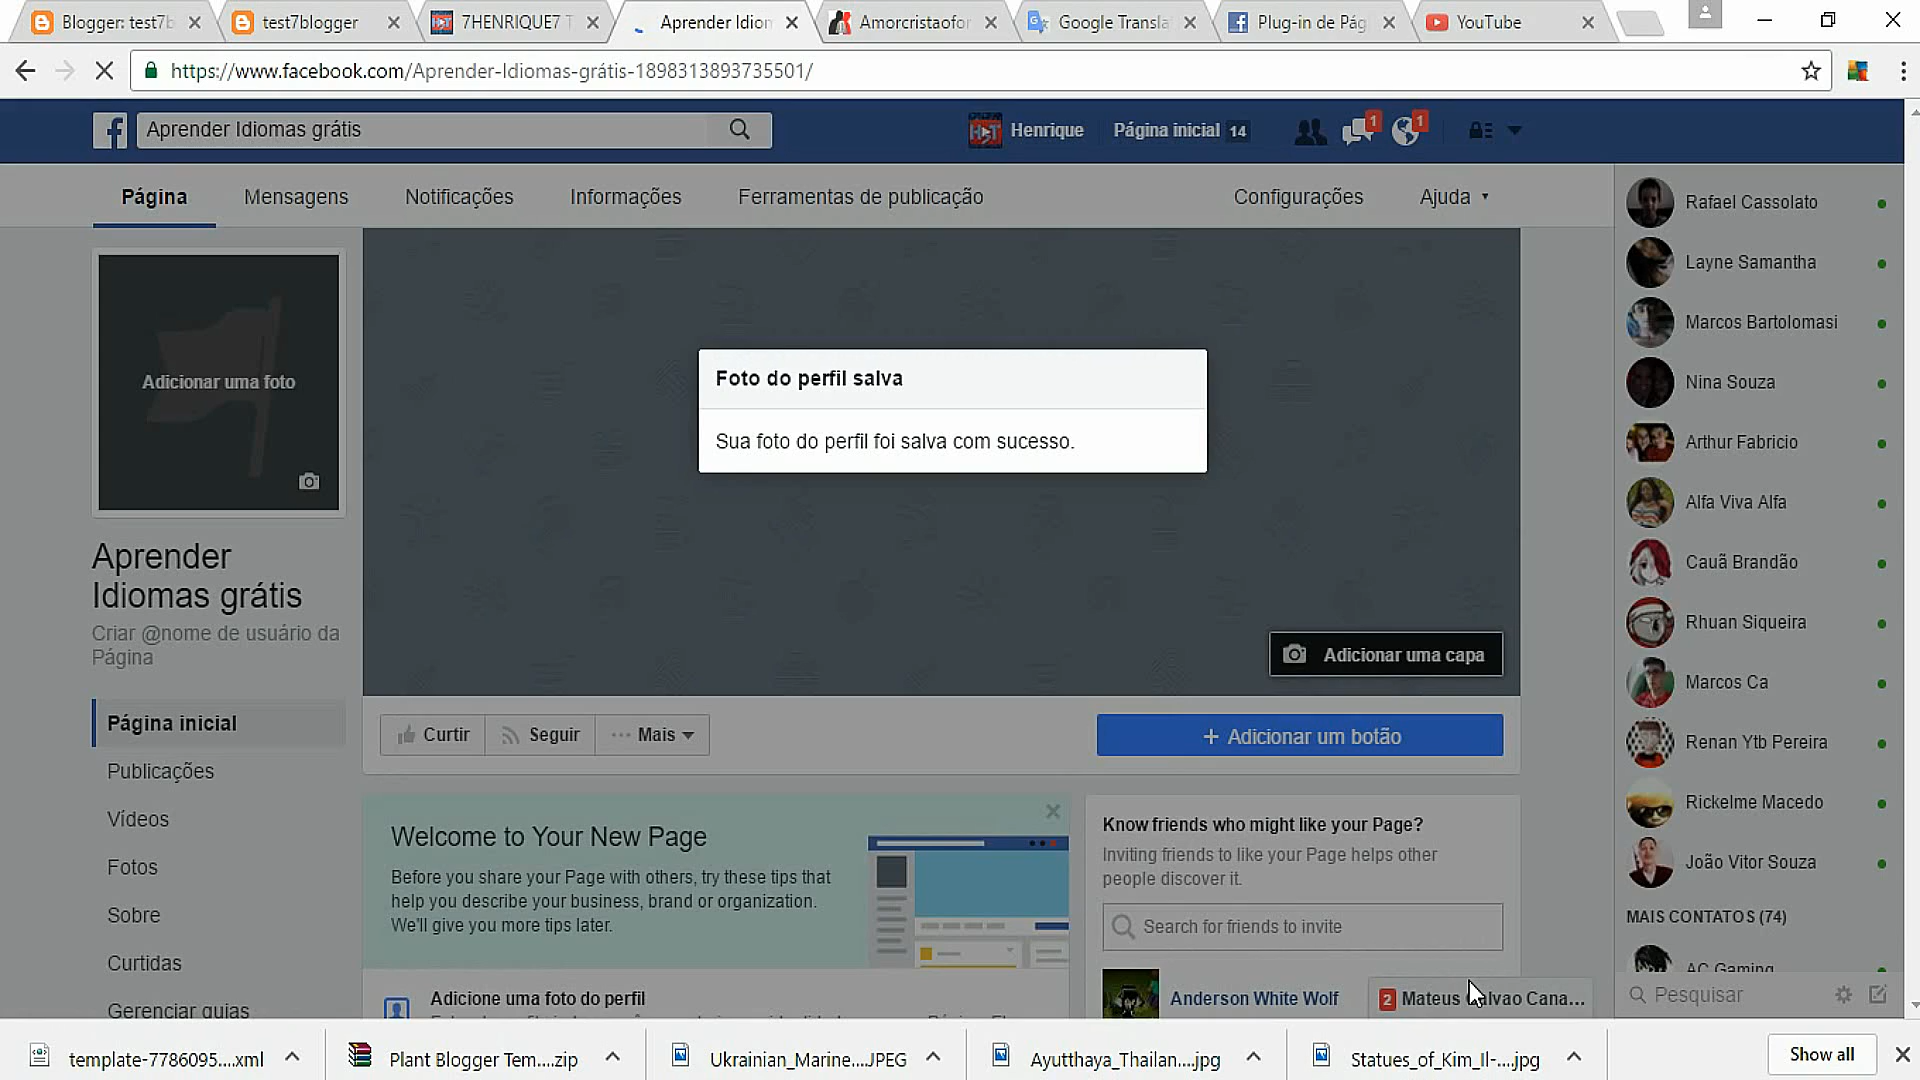 Blogger: test7b
test7blogger
7HENRIQUE7 T
Aprender Idiom
Amorcristaofor
Google Transla
Plug-in de Pág
YouTube
https://www.facebook.com/Aprender-Idiomas-grátis-1898313893735501/
Aprender Idiomas grátis
Henrique
Página inicial 14
1
1
Página
Mensagens
Notificações
Informações
Ferramentas de publicação
Configurações
Ajuda
Adicionar uma foto
Foto do perfil salva
Sua foto do perfil foi salva com sucesso.
Aprender
Idiomas grátis
Criar @nome de usuário da
Página
Adicionar uma capa
Página inicial
Publicações
Vídeos
Fotos
Sobre
Curtidas
Gerenciar guias
Curtir
Seguir
Mais
+ Adicionar um botão
Welcome to Your New Page
Before you share your Page with others, try these tips that
help you describe your business, brand or organization.
We'll give you more tips later.
Adicione uma foto do perfil
Know friends who might like your Page?
Inviting friends to like your Page helps other
people discover it.
Search for friends to invite
Anderson White Wolf
2 Mateus Galvao Cana...
Rafael Cassolato
Layne Samantha
Marcos Bartolomasi
Nina Souza
Arthur Fabricio
Alfa Viva Alfa
Cauã Brandão
Rhuan Siqueira
Marcos Ca
Renan Ytb Pereira
Rickelme Macedo
João Vitor Souza
MAIS CONTATOS (74)
AC Gaming
Pesquisar
template-7786095....xml
Plant Blogger Tem....zip
Ukrainian_Marine....JPEG
Ayutthaya_Thailan....jpg
Statues_of_Kim_Il-....jpg
Show all